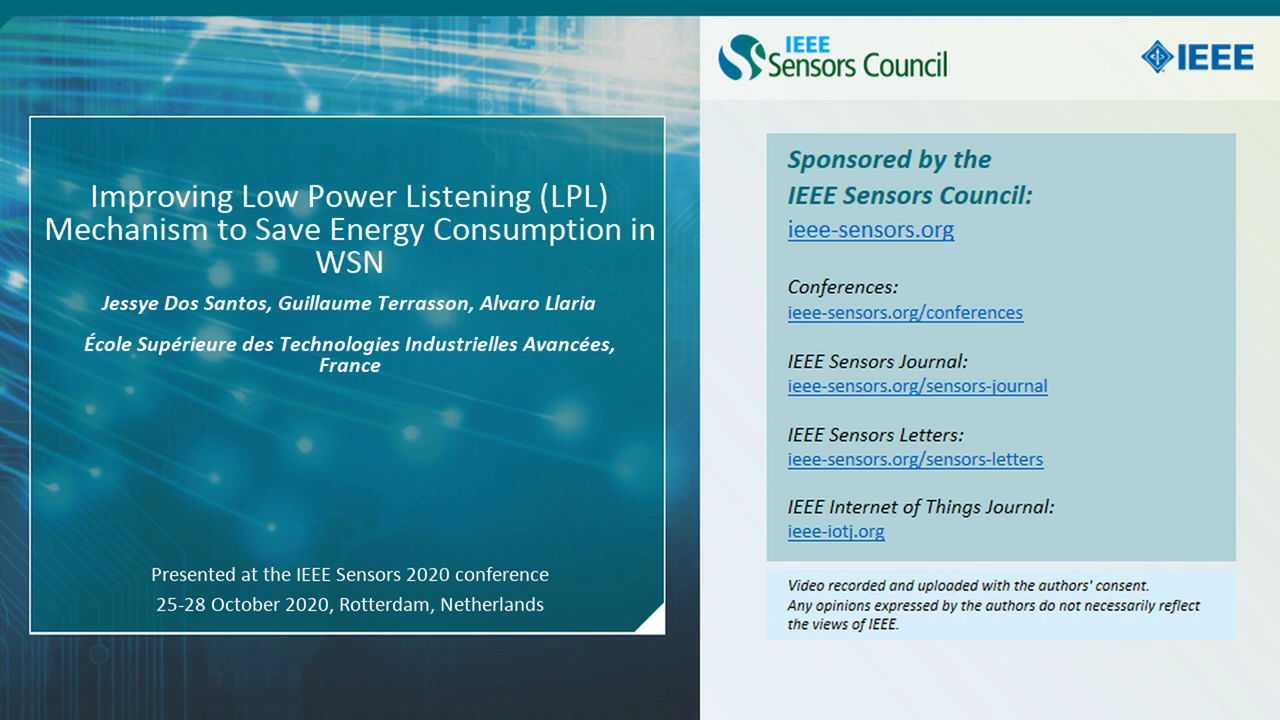 Improving Low Power Listening (LPL)
Mechanism to Save Energy Consumption in
WSN
Jessye Dos Santos, Guillaume Terrasson, Alvaro Llaria
École Supérieure des Technologies Industrielles Avancées,
France
Presented at the IEEE Sensors 2020 conference
25-28 October 2020, Rotterdam, Netherlands
IEEE
Sensors Council
IEEE
Sponsored by the
IEEE Sensors Council:
ieee-sensors.org
Conferences:
ieee-sensors.org/conferences
IEEE Sensors Journal:
ieee-sensors.org/sensors-journal
IEEE Sensors Letters:
ieee-sensors.org/sensors-letters
IEEE Internet of Things Journal:
ieee-iotj.org
Video recorded and uploaded with the authors' consent.
Any opinions expressed by the authors do not necessarily reflect
the views of IEEE.